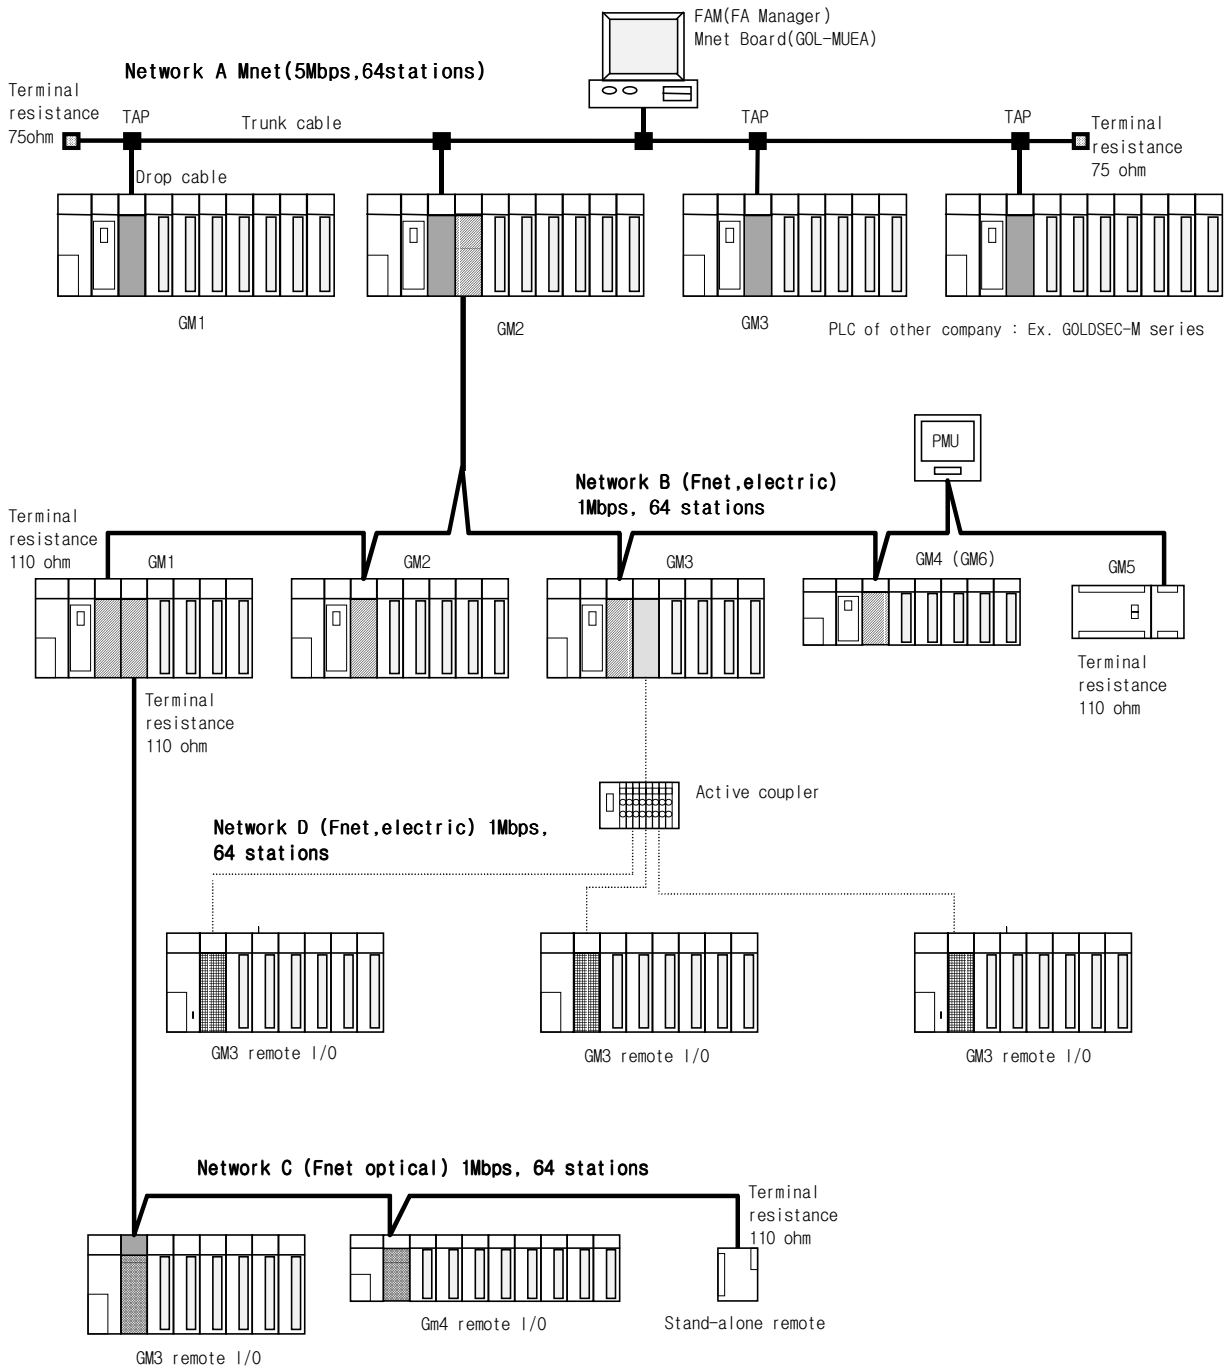 FAM(FA Manager)
Mnet Board(GOL-MUEA)
Network A Mnet(5Mbps,64stations)
Terminal
resistance
75ohm
TAP
Trunk cable
TAP
TAP
Terminal
resistance
75 ohm
Drop cable
GM1
GM2
GM3
PLC of other company : Ex. GOLDSEC-M series
PMU
Network B (Fnet,electric)
1Mbps, 64 stations
Terminal
resistance
110 ohm
GM1
GM2
GM3
GM4 (GM6)
GM5
Terminal
resistance
110 ohm
Terminal
resistance
110 ohm
Active coupler
Network D (Fnet,electric) 1Mbps,
64 stations
GM3 remote I/O
GM3 remote I/O
GM3 remote I/O
Network C (Fnet optical) 1Mbps, 64 stations
Terminal
resistance
110 ohm
Gm4 remote I/O
Stand-alone remote
GM3 remote I/O